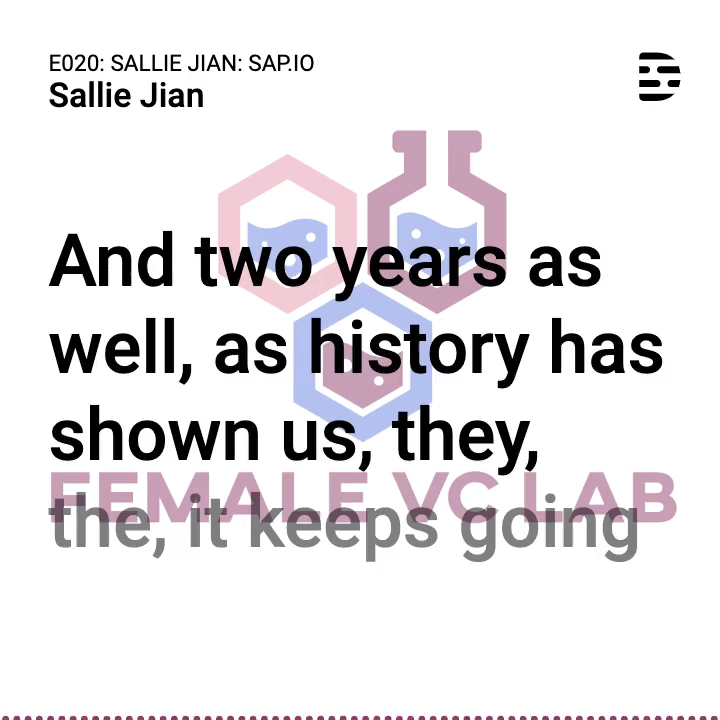 E020: SALLIE JIAN: SAP.IO
Sallie Jian
And two years as
well, as history has
shown us, they,
the, it keeps going
FEMALE VC LAB